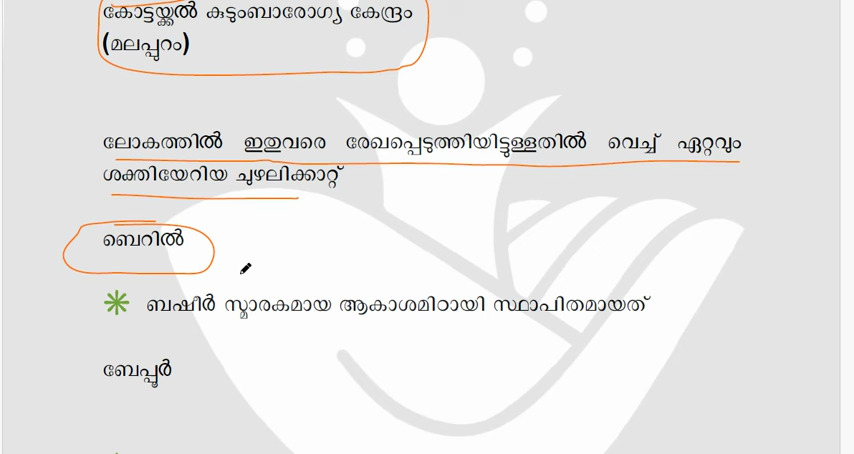 കോട്ടയ്ക്കൽ കുടുംബാരോഗ്യ കേന്ദ്രം
(മലപ്പുറം)
ലോകത്തിൽ ഇതുവരെ രേഖപ്പെടുത്തിയിട്ടുള്ളതിൽ വെച്ച് ഏറ്റവും
ശക്തിയേറിയ ചുഴലിക്കാറ്റ്
ബെറിൽ
ബഷീർ സ്മാരകമായ ആകാശമിഠായി സ്ഥാപിതമായത്
ബേപ്പൂർ